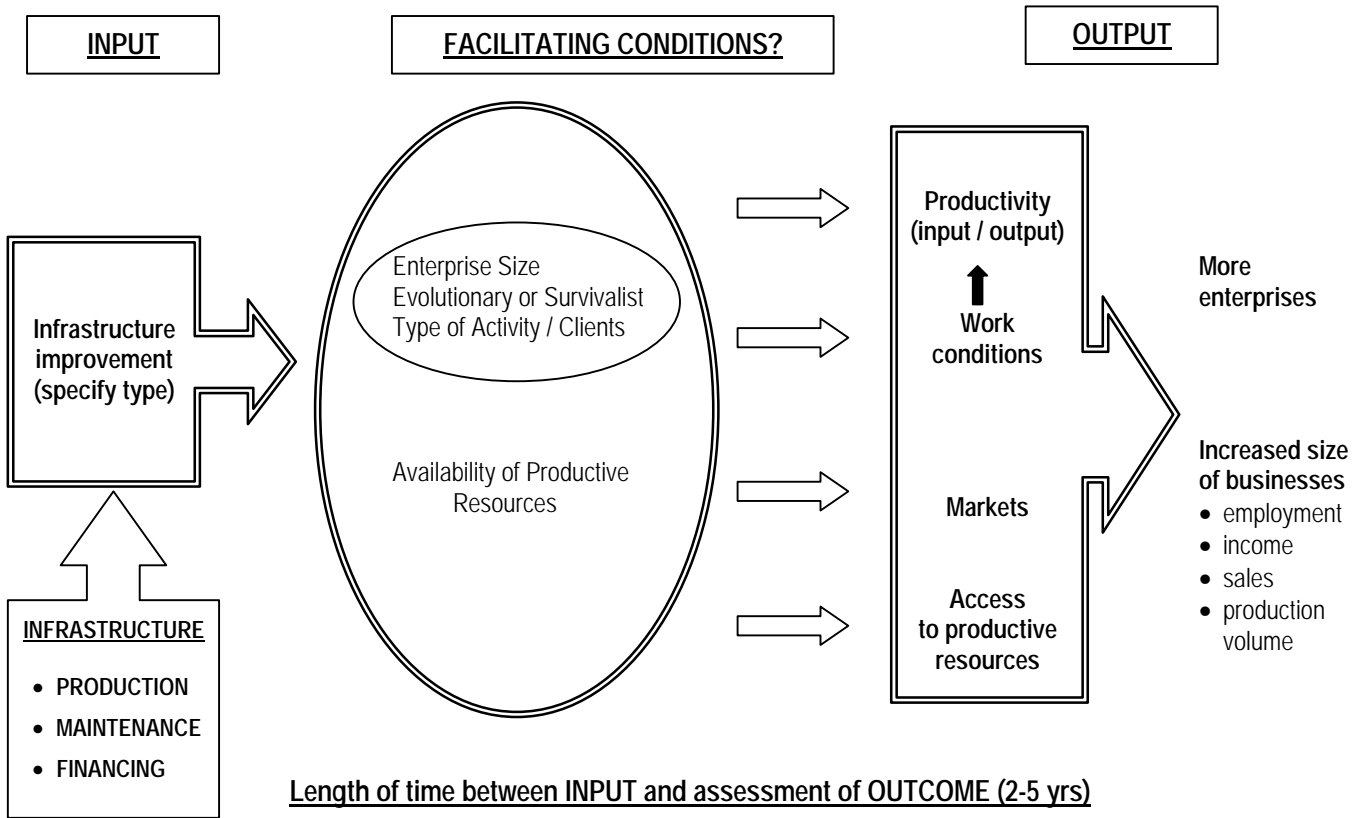 INPUT
FACILITATING CONDITIONS?
OUTPUT
Infrastructure
improvement
(specify type)
INFRASTRUCTURE
• PRODUCTION
• MAINTENANCE
• FINANCING
Enterprise Size
Evolutionary or Survivalist
Type of Activity / Clients
Availability of Productive
Resources
Productivity
(input / output)
Work
conditions
Markets
Access
to productive
resources
More
enterprises
Increased size
of businesses
• employment
• income
• sales
• production
volume
Length of time between INPUT and assessment of OUTCOME (2-5 yrs)